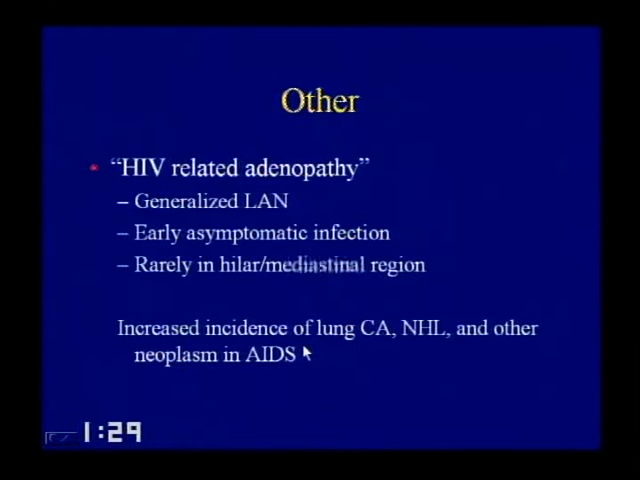 Other
• “HIV related adenopathy”
– Generalized LAN
– Early asymptomatic infection
– Rarely in hilar/mediastinal region
Increased incidence of lung CA, NHL, and other
neoplasm in AIDS
1:29